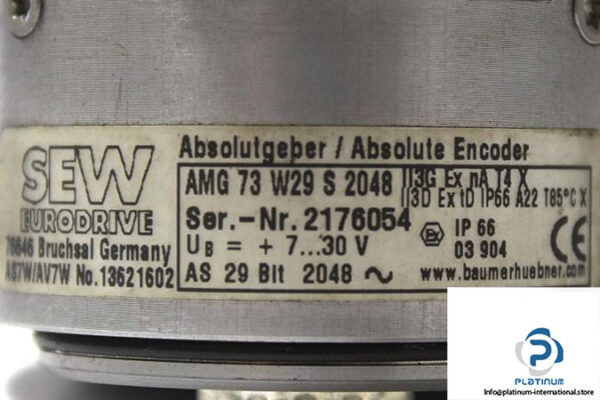 SEW
EURODRIVE
76646 Bruchsal Germany
AS7W/AV7W No.13621602
Absolutgeber / Absolute Encoder
AMG 73 W29 S 2048
II3G Ex nA T4 X
II3D Ex tD IP66 A22 T85°C X
Ser.-Nr. 2176054
UB = + 7...30 V
AS 29 Bit 2048 ∿
Ex
IP 66
03 904
CE
www.baumerhuebner.com
PLATINUM
Info@platinum-international.store